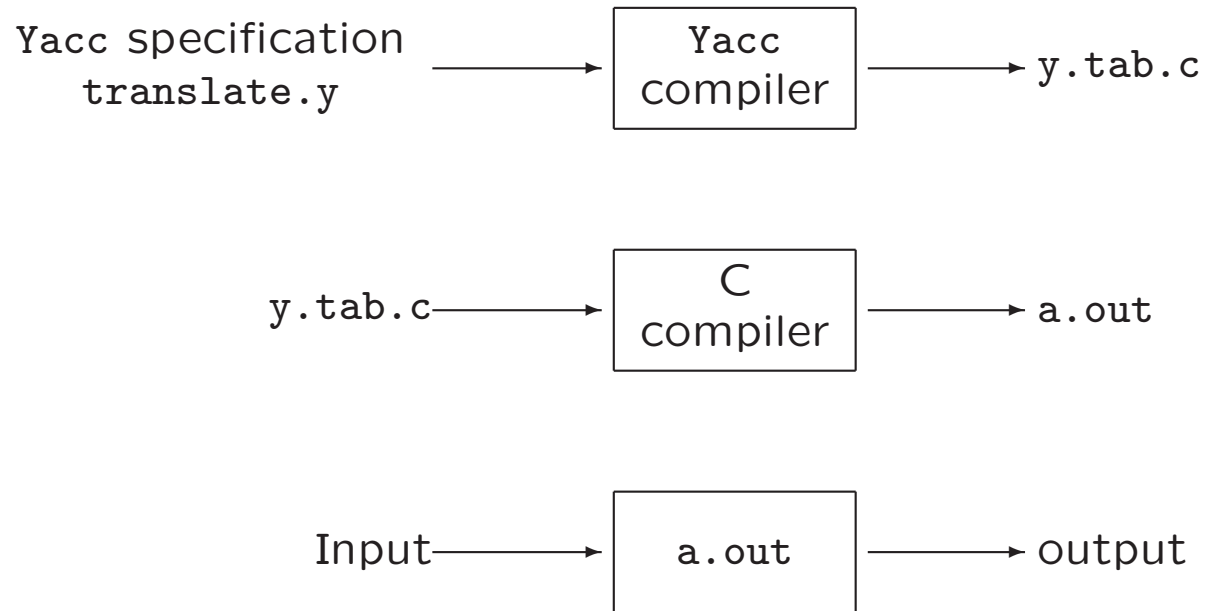 Yacc specification
translate.y
Yacc
compiler
y.tab.c
y.tab.c
C
compiler
a.out
Input
a.out
output